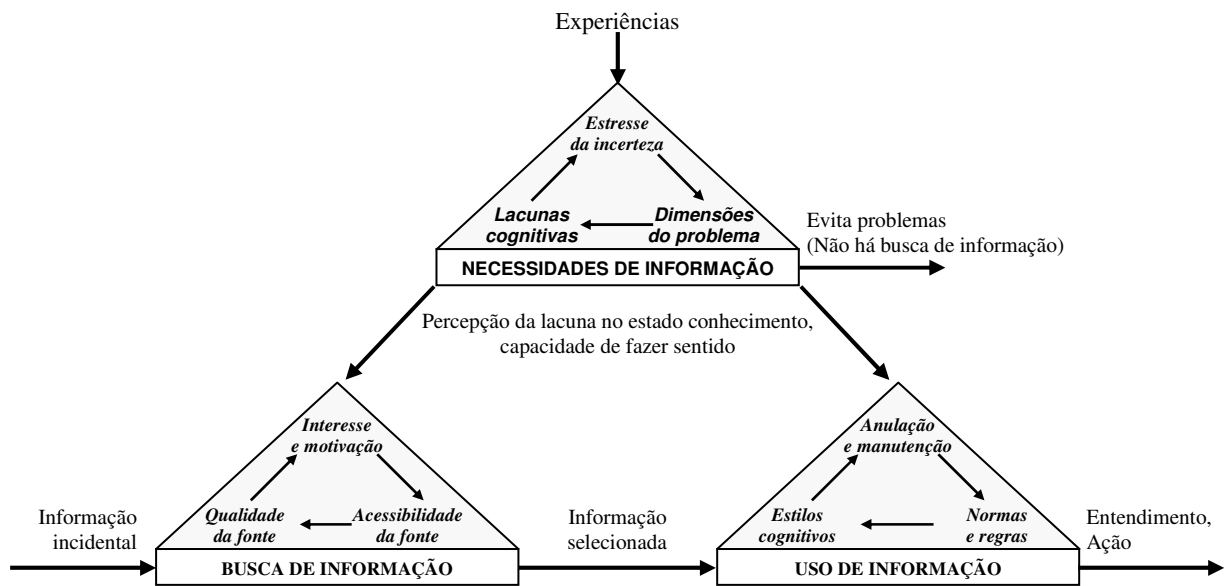 Experiências
Estresse
da incerteza
Lacunas
cognitivas
Dimensões
do problema
NECESSIDADES DE INFORMAÇÃO
Evita problemas
(Não há busca de informação)
Percepção da lacuna no estado conhecimento,
capacidade de fazer sentido
Interesse
e motivação
Qualidade
da fonte
Acessibilidade
da fonte
BUSCA DE INFORMAÇÃO
Informação
incidental
Informação
selecionada
Anulação
e manutenção
Estilos
cognitivos
Normas
e regras
USO DE INFORMAÇÃO
Entendimento,
Ação